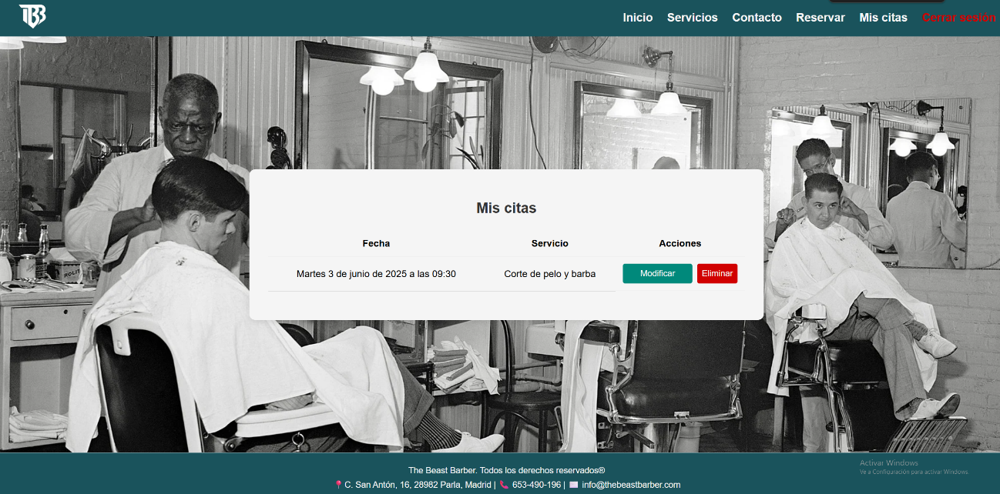 TBB
Inicio Servicios Contacto Reservar Mis citas Cerrar sesión
ROLIT
Mis citas
Fecha Servicio Acciones
Martes 3 de junio de 2025 a las 09:30 Corte de pelo y barba Modificar Eliminar
The Beast Barber. Todos los derechos reservados®
C. San Antón, 16, 28982 Parla, Madrid | 653-490-196 | info@thebeastbarber.com
Activar Windows
Ve a Configuración para activar Windows.